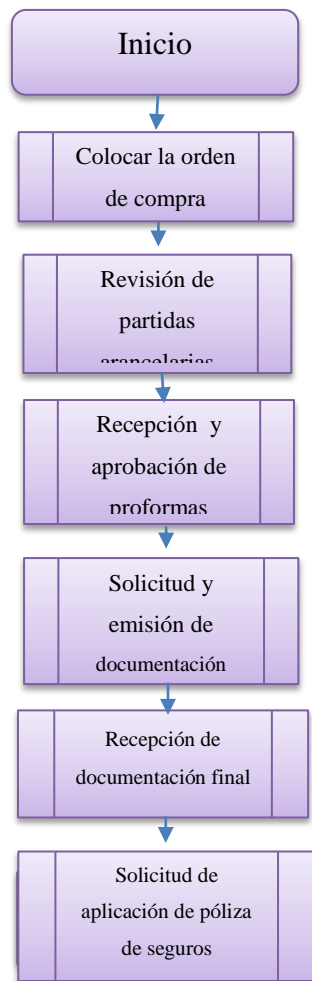 Inicio
Colocar la orden
de compra
Revisión de
partidas
arancelarias
Recepción y
aprobación de
proformas
Solicitud y
emisión de
documentación
Recepción de
documentación final
Solicitud de
aplicación de póliza
de seguros